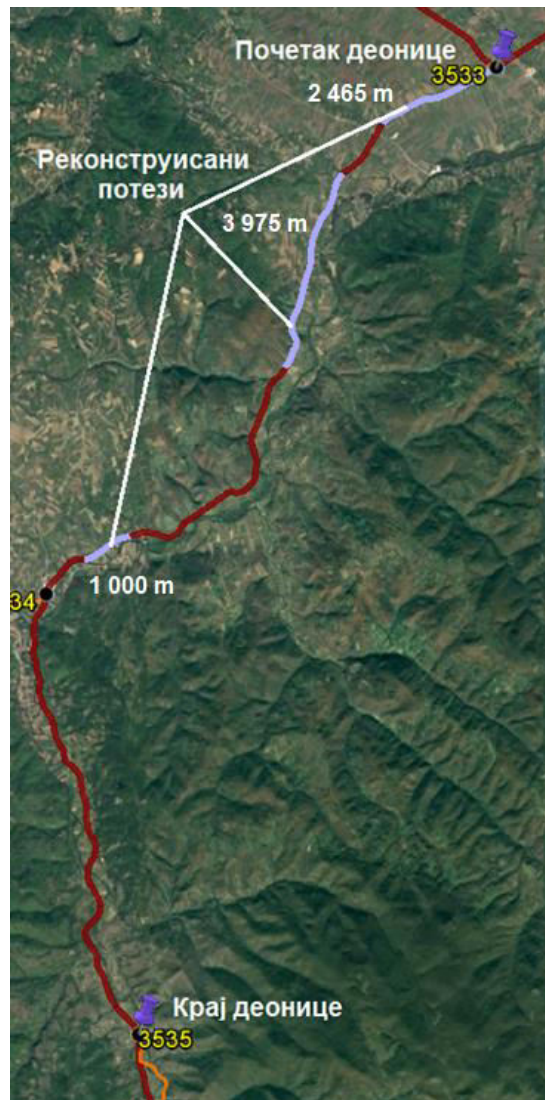 Почетак деонице
3533
2 465 m
Реконструисани
потези
3 975 m
1 000 m
34
Крај деонице
3535